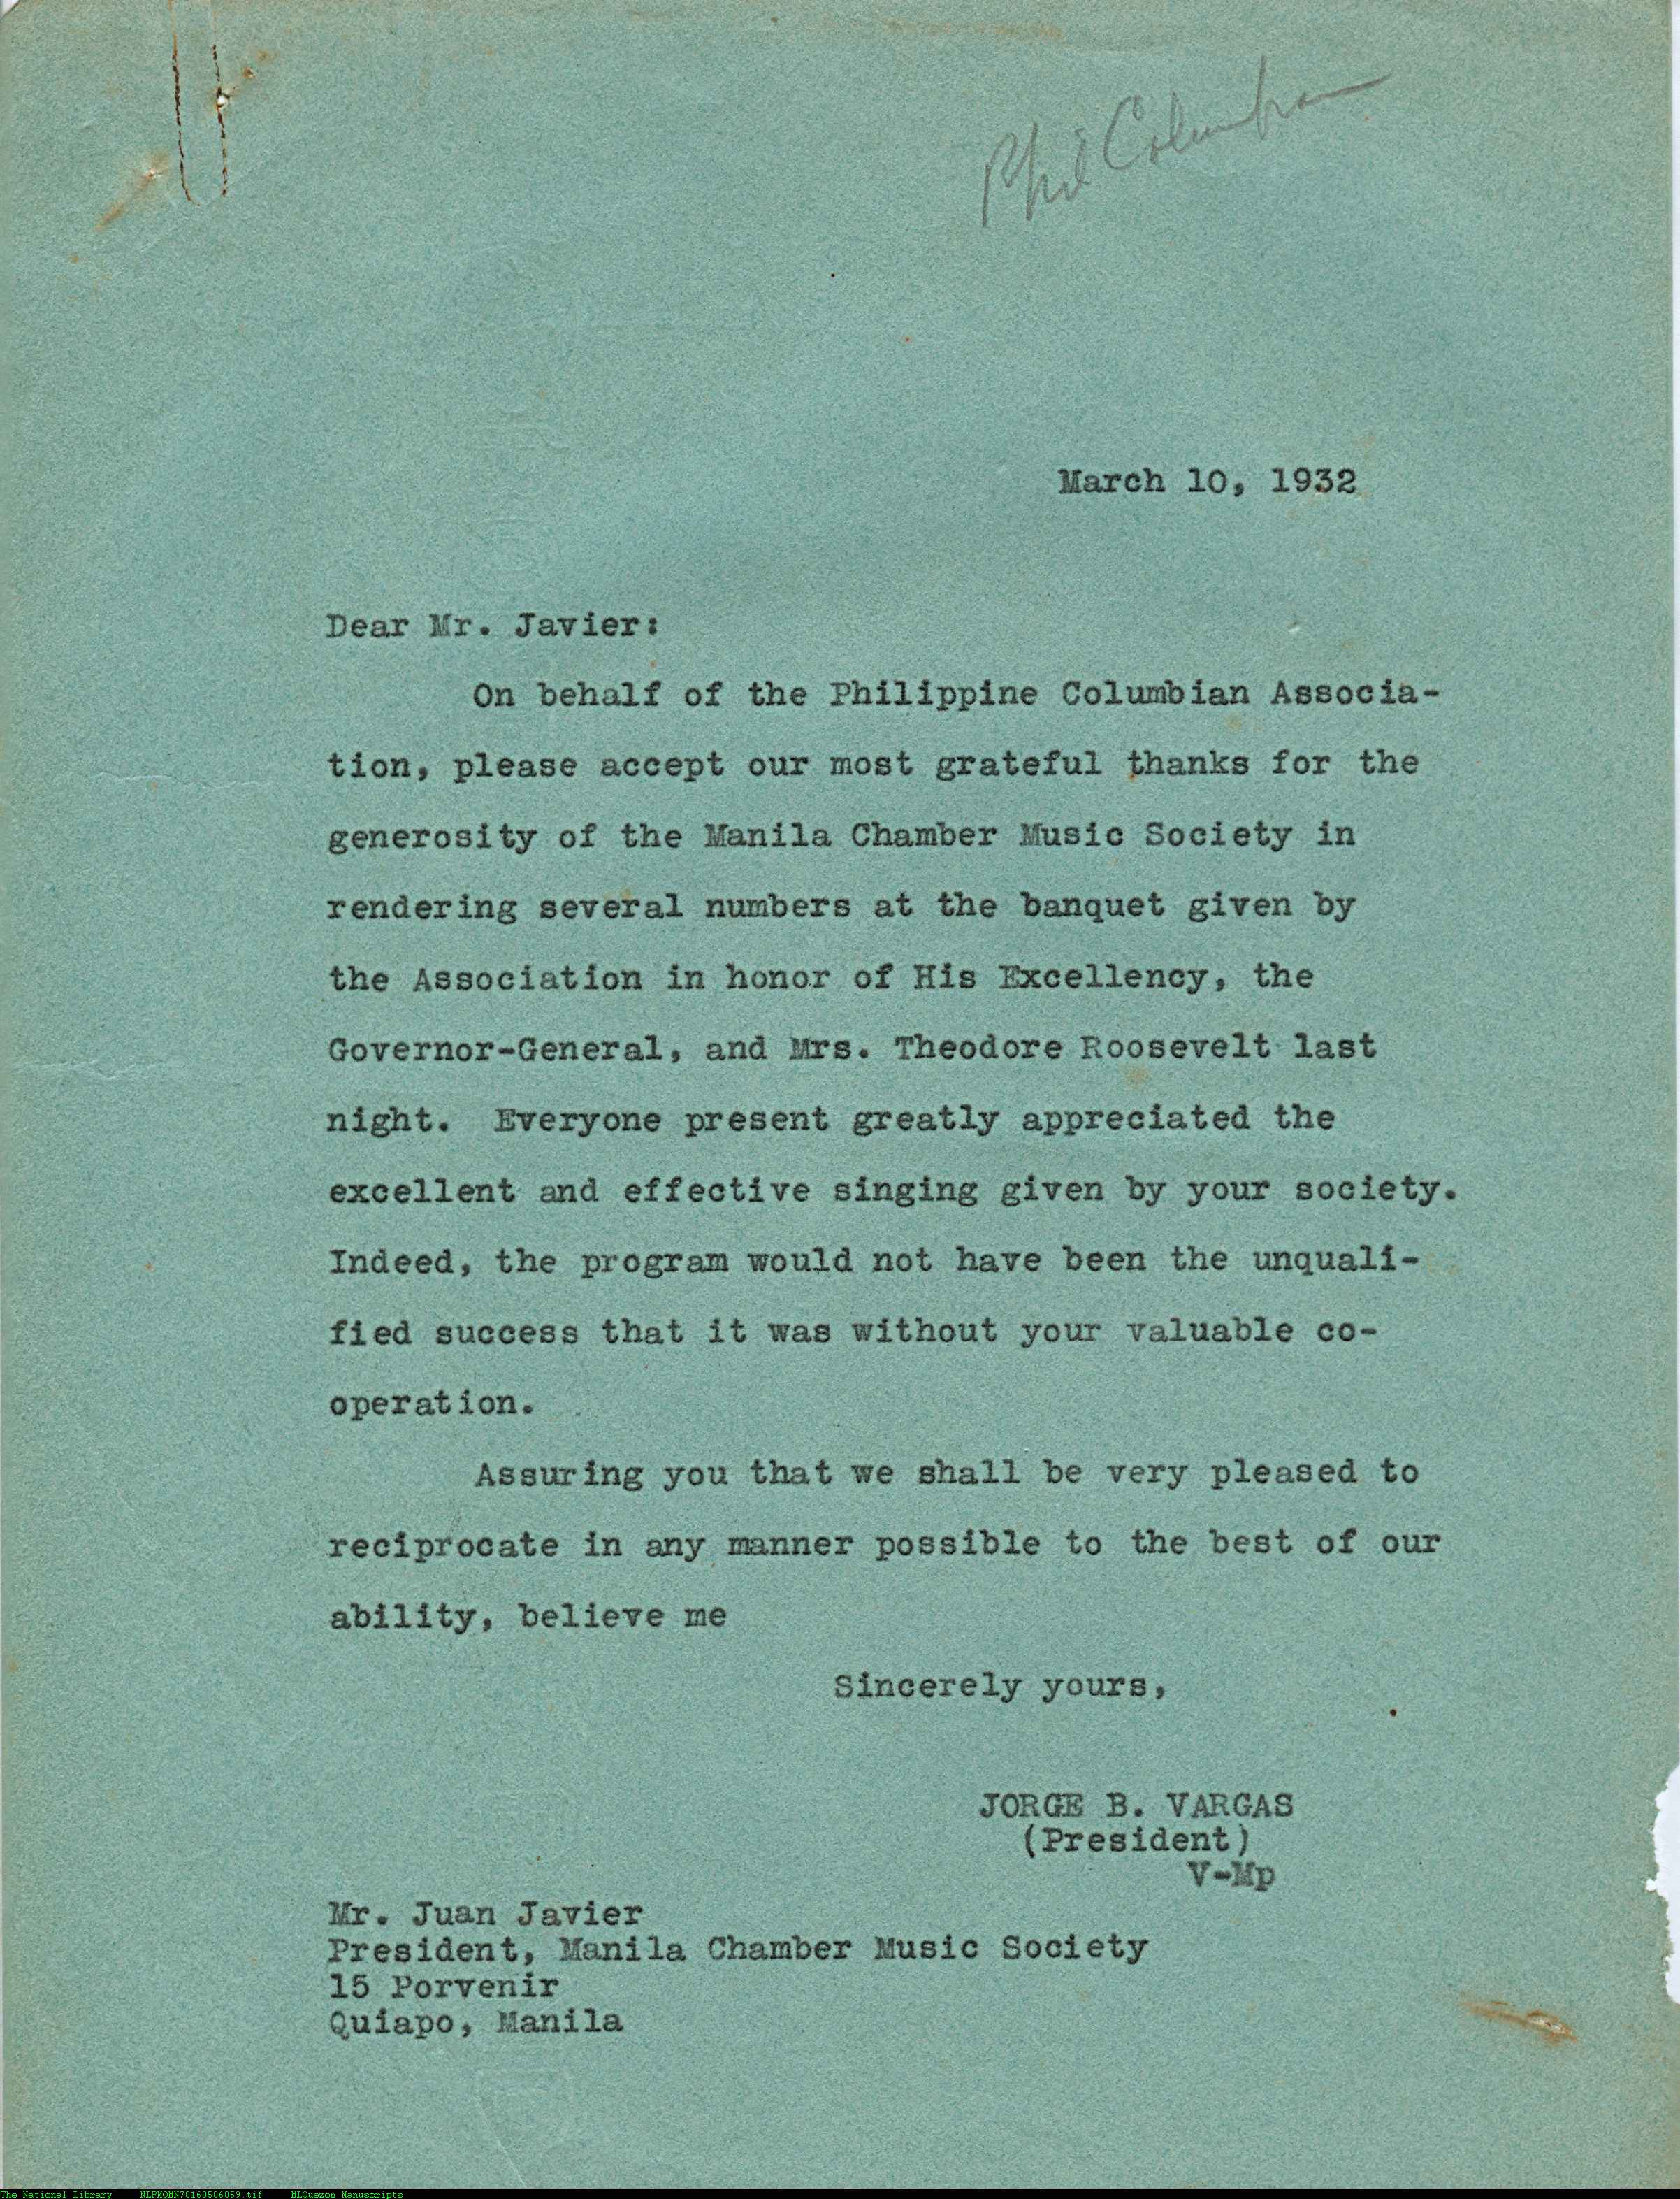 Phil Columbian
March 10, 1932
Dear Mr. Javier:
On behalf of the Philippine Columbian Associa-
tion, please accept our most grateful thanks for the
generosity of the Manila Chamber Music Society in
rendering several numbers at the banquet given by
the Association in honor of His Excellency, the
Governor-General, and Mrs. Theodore Roosevelt last
night. Everyone present greatly appreciated the
excellent and effective singing given by your society.
Indeed, the program would not have been the unquali-
fied success that it was without your valuable co-
operation.
Assuring you that we shall be very pleased to
reciprocate in any manner possible to the best of our
ability, believe me
Sincerely yours,
JORGE B. VARGAS
(President)
V-Mp
Mr. Juan Javier
President, Manila Chamber Music Society
15 Porvenir
Quiapo, Manila
The National Library NLPMQMN70160506059.tif MLQuezon Manuscripts